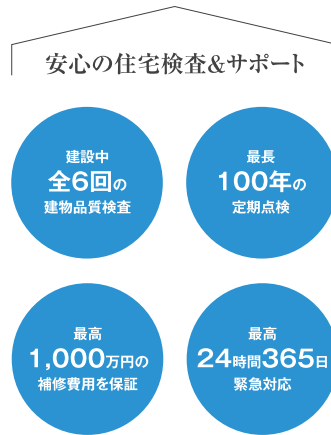 安心の住宅検査&サポート
建設中
全6回の
建物品質検査
最長
100年の
定期点検
最高
1,000万円の
補修費用を保証
最高
24時間365日
緊急対応